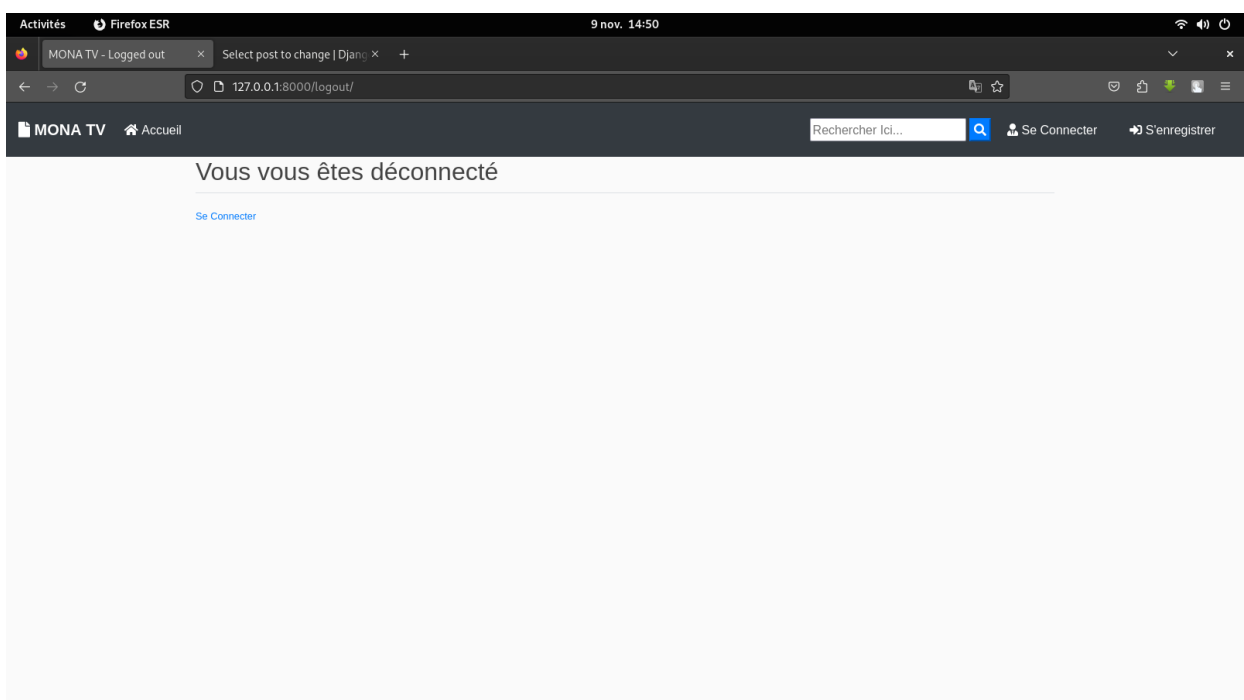 Activités Firefox ESR 9 nov. 14:50
MONA TV - Logged out × Select post to change | Djang × +
127.0.0.1:8000/logout/
MONA TV Accueil Rechercher Ici... Se Connecter S'enregistrer
Vous vous êtes déconnecté
Se Connecter